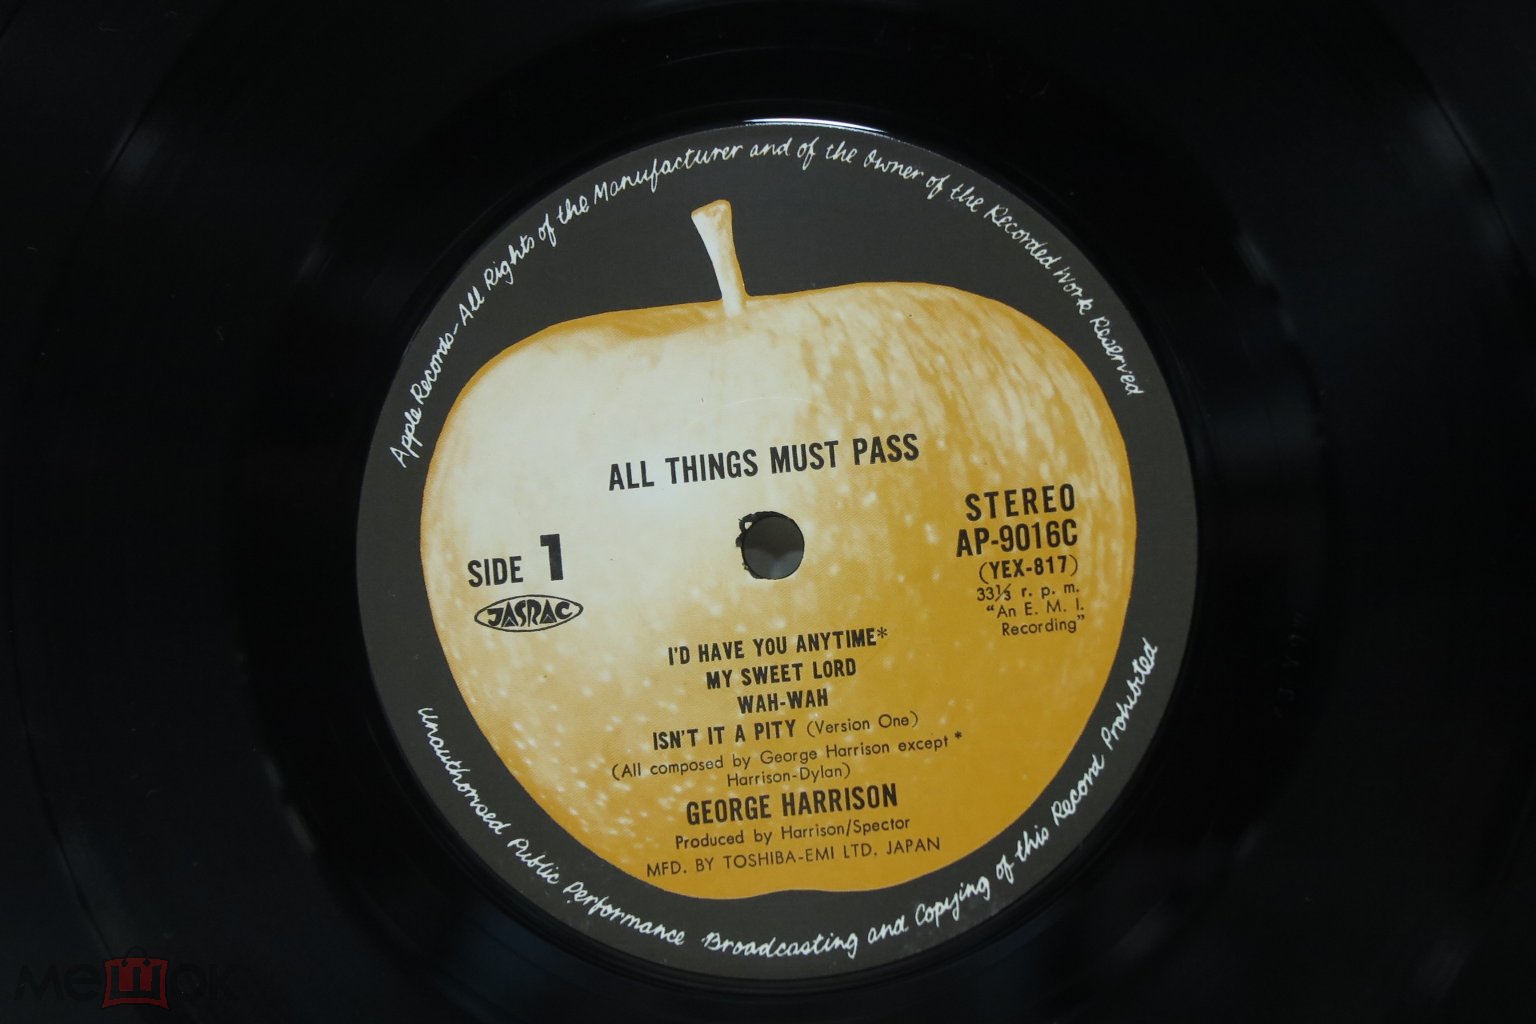 Apple Records-All Rights of the Manufacturer and of the Owner of the Recorded Work Reserved
ALL THINGS MUST PASS
SIDE 1
JASRAC
STEREO
AP-9016C
(YEX-817)
33⅓ r. p. m.
"An E. M. I.
Recording"
I'D HAVE YOU ANYTIME*
MY SWEET LORD
WAH-WAH
ISN'T IT A PITY (Version One)
(All composed by George Harrison except *
Harrison-Dylan)
GEORGE HARRISON
Produced by Harrison/Spector
MFD. BY TOSHIBA-EMI LTD. JAPAN
Unauthorised Public Performance Broadcasting and Copying of this Record Prohibited
мешок